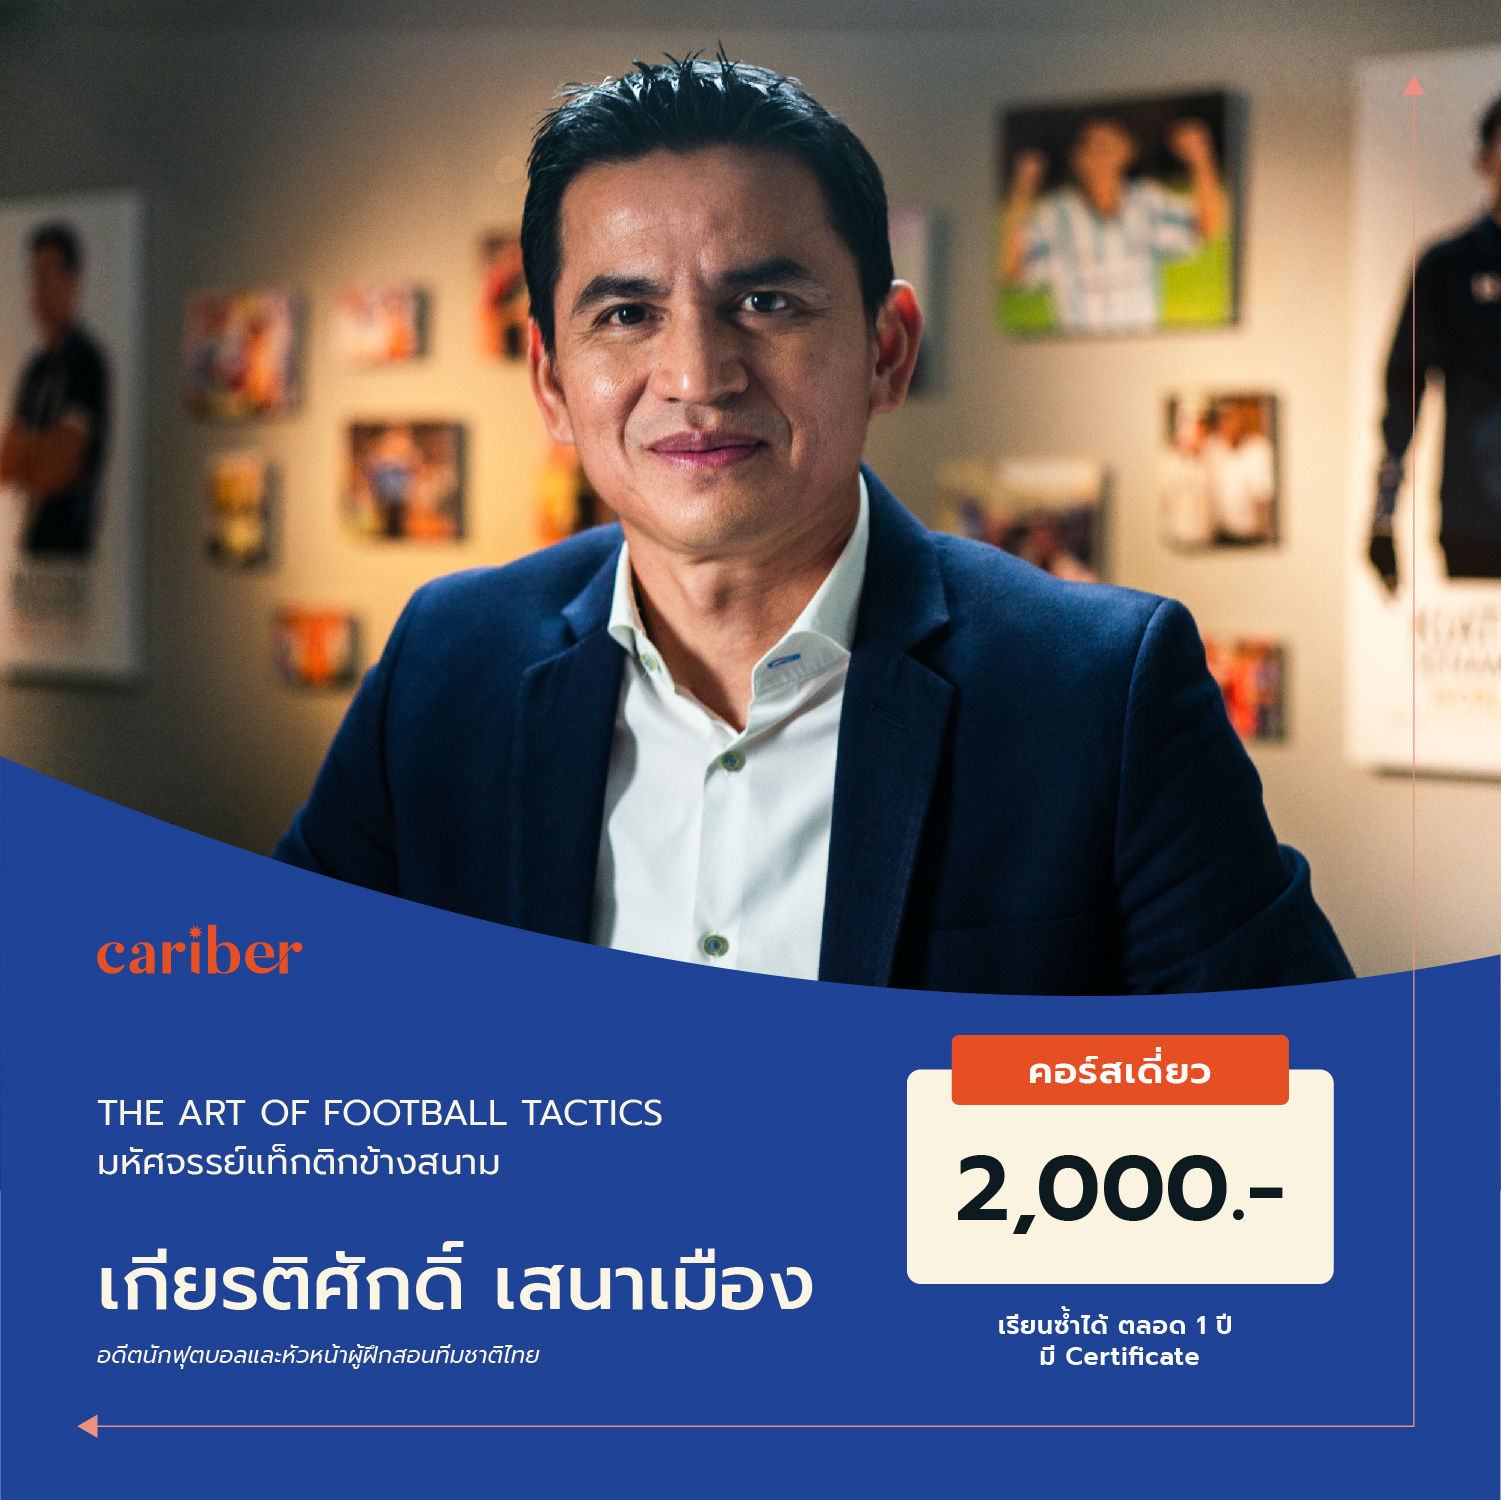 cariber
THE ART OF FOOTBALL TACTICS
มหัศจรรย์แท็กติกข้างสนาม
เกียรติศักดิ์ เสนาเมือง
อดีตนักฟุตบอลและหัวหน้าผู้ฝึกสอนทีมชาติไทย
คอร์สเดี่ยว
2,000.-
เรียนซ้ำได้ ตลอด 1 ปี
มี Certificate